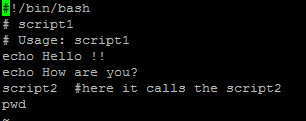 #!/bin/bash
# script1
# Usage: script1
echo Hello !!
echo How are you?
script2  #here it calls the script2
pwd
~